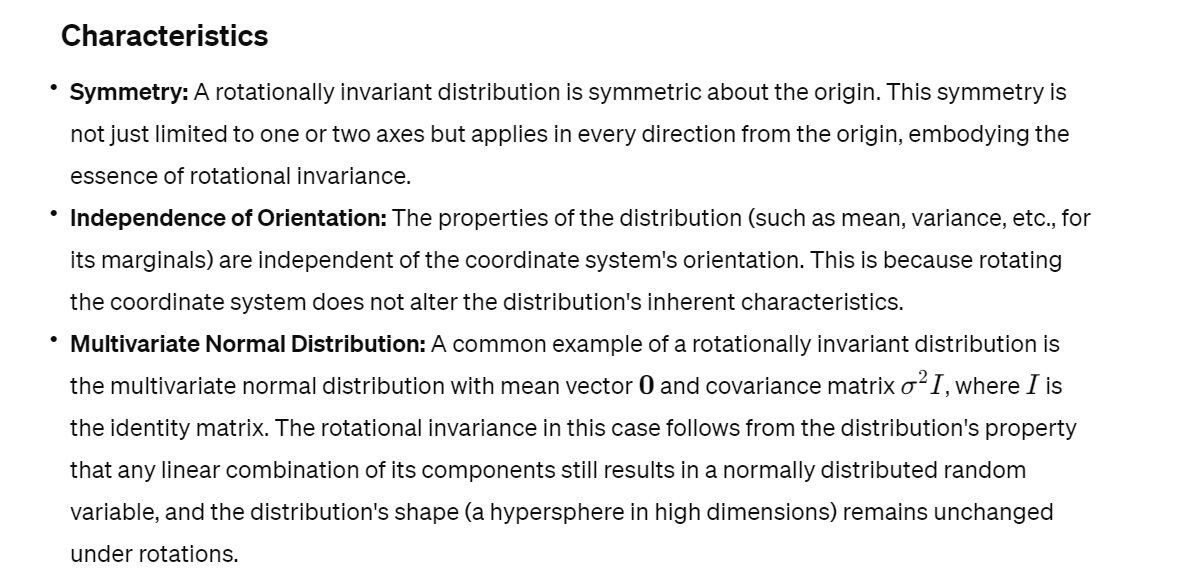 Characteristics
• Symmetry: A rotationally invariant distribution is symmetric about the origin. This symmetry is
not just limited to one or two axes but applies in every direction from the origin, embodying the
essence of rotational invariance.
• Independence of Orientation: The properties of the distribution (such as mean, variance, etc., for
its marginals) are independent of the coordinate system's orientation. This is because rotating
the coordinate system does not alter the distribution's inherent characteristics.
• Multivariate Normal Distribution: A common example of a rotationally invariant distribution is
the multivariate normal distribution with mean vector 0 and covariance matrix σ²I, where I is
the identity matrix. The rotational invariance in this case follows from the distribution's property
that any linear combination of its components still results in a normally distributed random
variable, and the distribution's shape (a hypersphere in high dimensions) remains unchanged
under rotations.